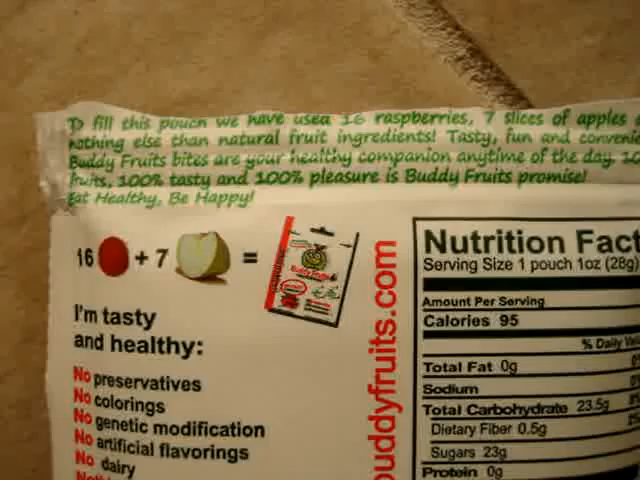 To fill this pouch we have used 16 raspberries, 7 slices of apples
nothing else than natural fruit ingredients! Tasty, fun and
Buddy Fruits bites are your healthy companion anytime of the day,
fruits, 100% tasty and 100% pleasure is Buddy Fruits promise!
Eat Healthy, Be Happy!
16 + 7 =
I'm tasty
and healthy:
No preservatives
No colorings
No genetic modification
No artificial flavorings
No dairy
buddyfruits.com
Nutrition Fact
Serving Size 1 pouch 1oz (28g)
Amount Per Serving
Calories 95
% Daily
Total Fat 0g
Sodium
Total Carbohydrate 23.5g
Dietary Fiber 0.5g
Sugars 23g
Protein 0g